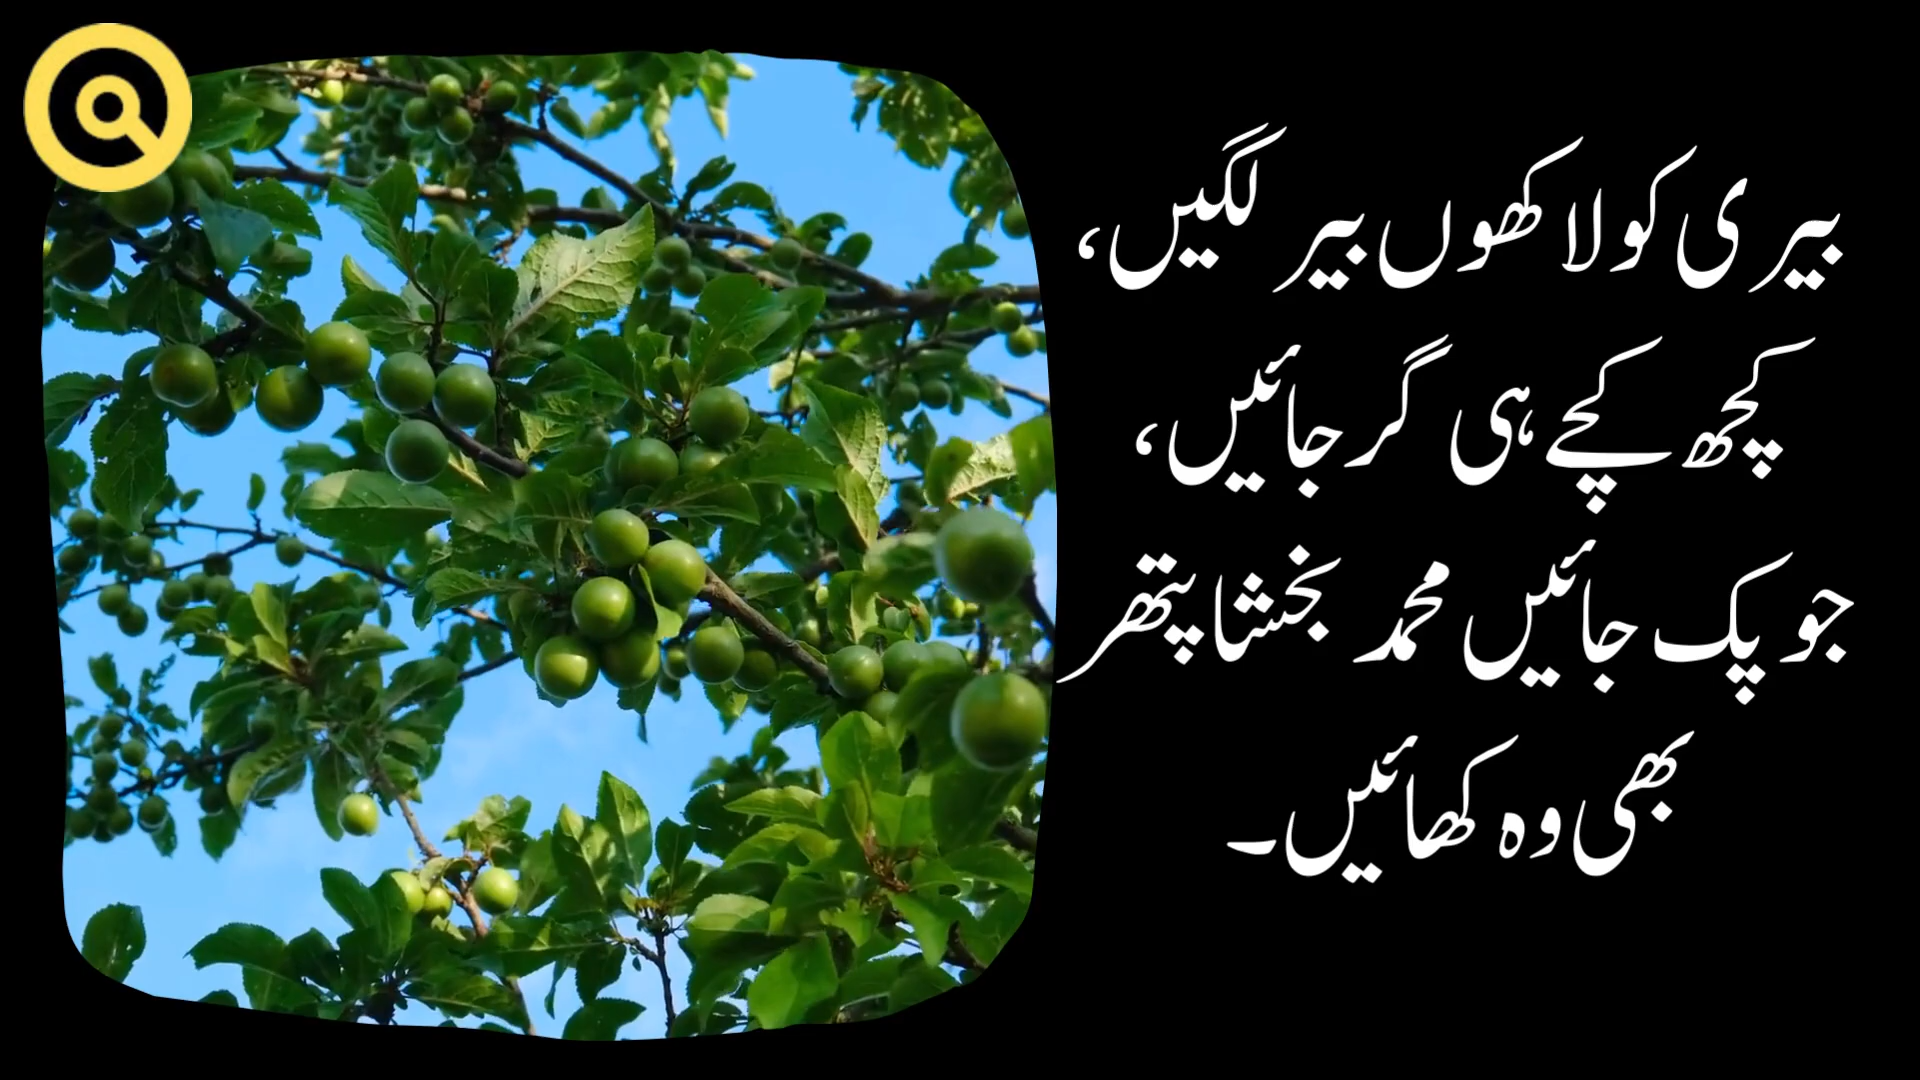 بیری کو لاکھوں بیر لگیں،
کچھ کچے ہی گر جائیں،
جو پک جائیں محمد بخشا پتھر
بھی وہ کھائیں۔